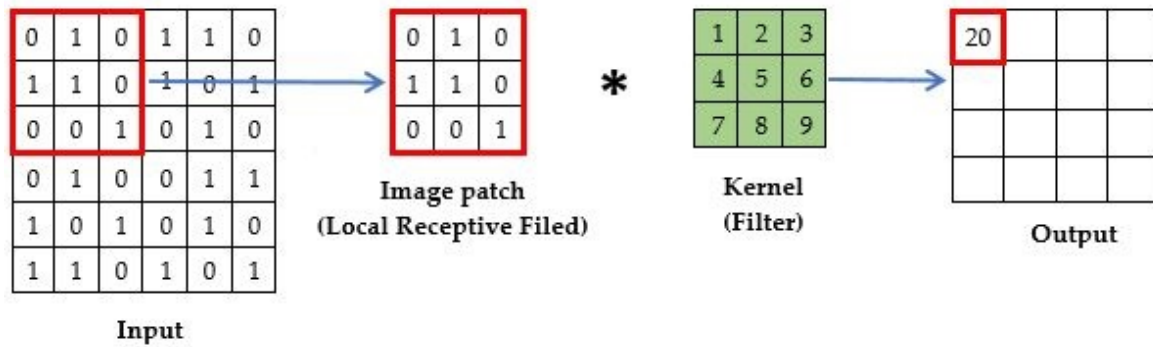 0 1 0 1 1 0
1 1 0 1 0 1
0 0 1 0 1 0
0 1 0 0 1 1
1 0 1 0 1 0
1 1 0 1 0 1
Input
0 1 0
1 1 0
0 0 1
Image patch
(Local Receptive Filed)
*
1 2 3
4 5 6
7 8 9
Kernel
(Filter)
20
Output